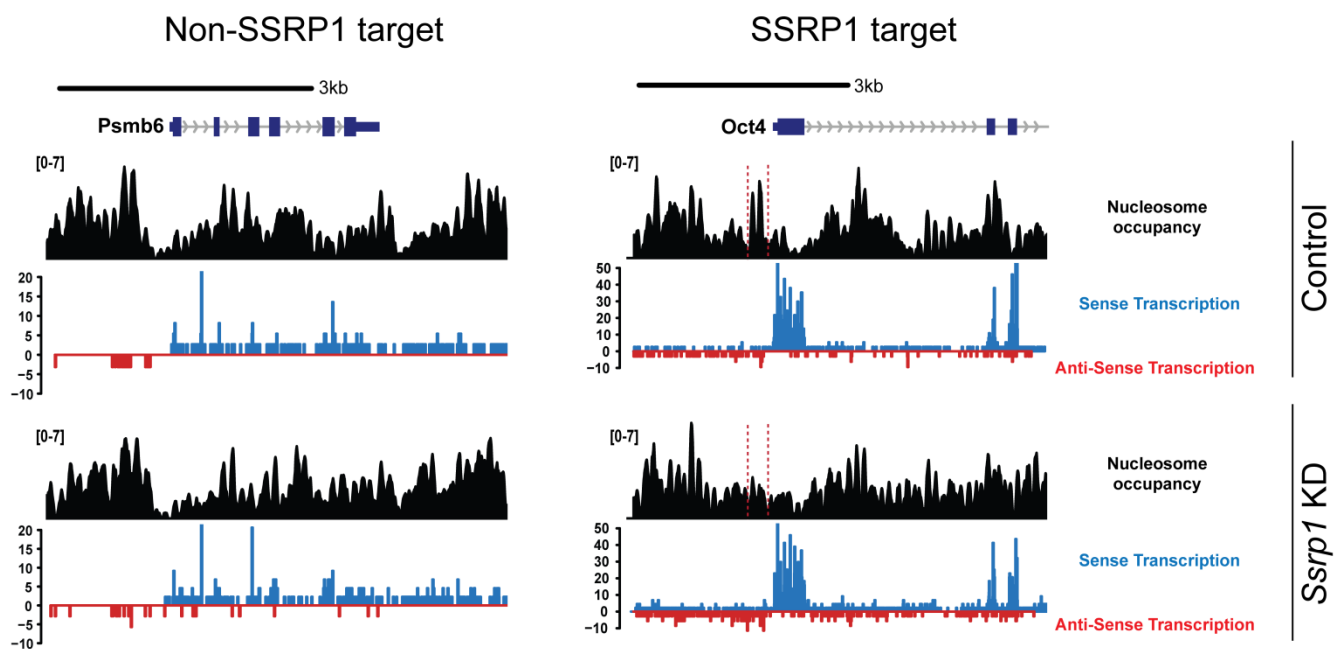 Non-SSRP1 target
SSRP1 target
3kb
3kb
Psmb6
Oct4
[0-7]
[0-7]
Nucleosome
occupancy
Control
20
15
10
5
0
−5
−10
50
40
30
20
10
0
−10
Sense Transcription
Anti-Sense Transcription
[0-7]
[0-7]
Nucleosome
occupancy
Ssrp1 KD
20
15
10
5
0
−5
−10
50
40
30
20
10
0
−10
Sense Transcription
Anti-Sense Transcription